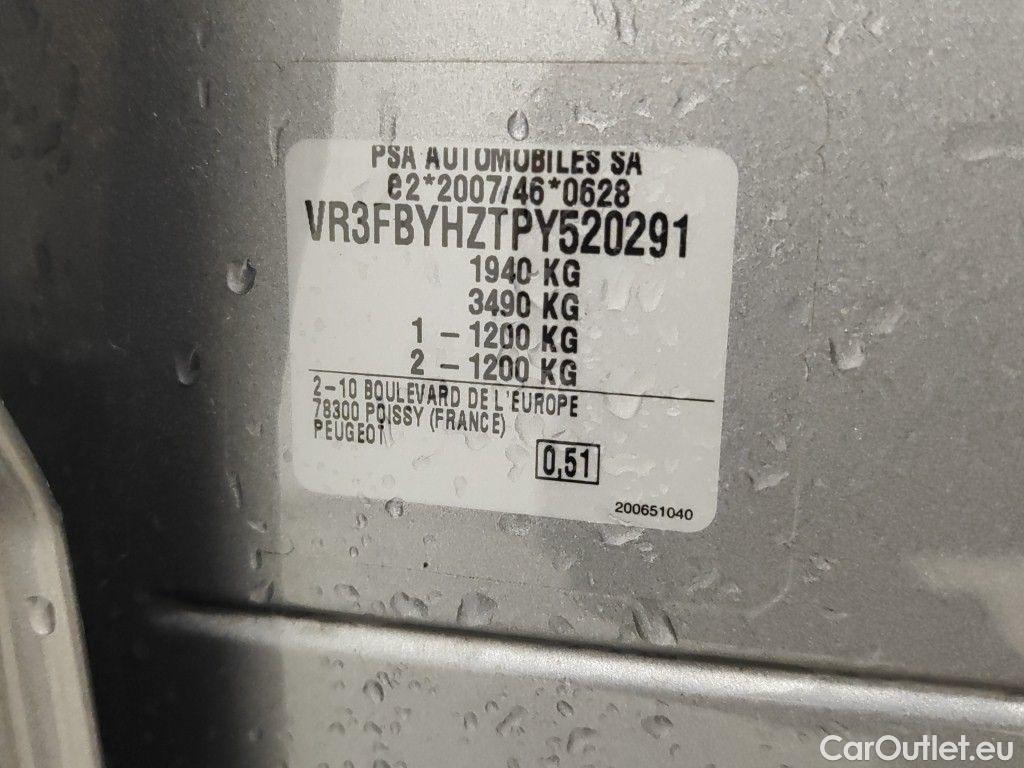 PSA AUTOMOBILES SA
e2*2007/46*0628
VR3FBYHZTPY520291
1940 KG
3490 KG
1 – 1200 KG
2 – 1200 KG
2–10 BOULEVARD DE L'EUROPE
78300 POISSY (FRANCE)
PEUGEOT
0,51
200651040
CarOutlet.eu